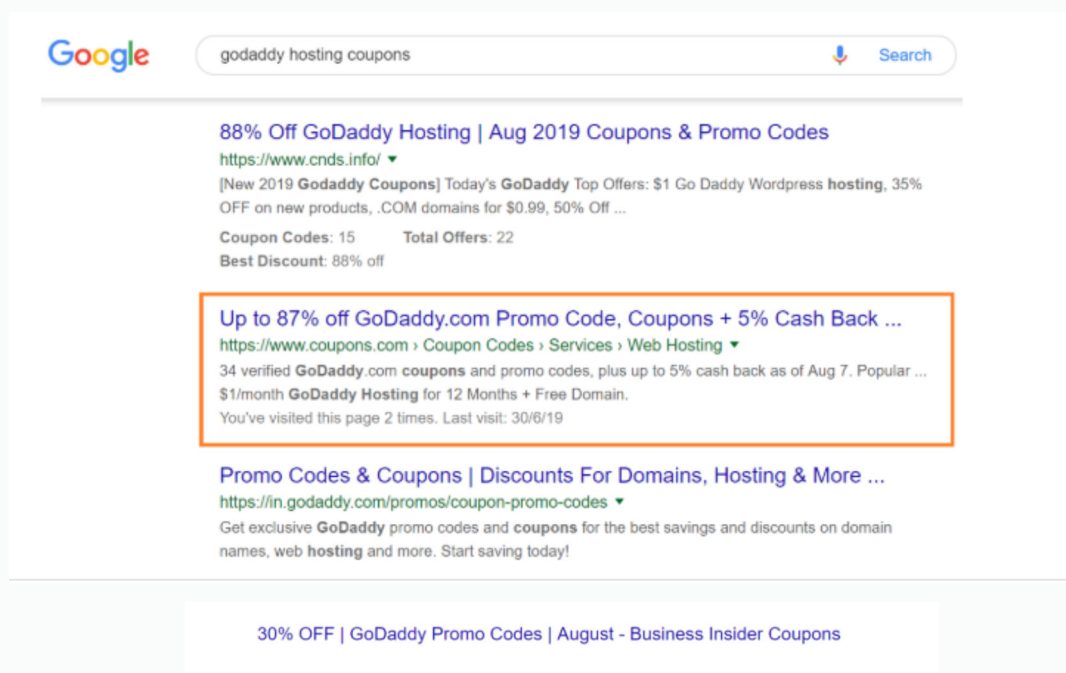 Google
godaddy hosting coupons
Search
88% Off GoDaddy Hosting | Aug 2019 Coupons & Promo Codes
https://www.cnds.info/
[New 2019 Godaddy Coupons] Today's GoDaddy Top Offers: $1 Go Daddy Wordpress hosting, 35%
OFF on new products, .COM domains for $0.99, 50% Off ...
Coupon Codes: 15 Total Offers: 22
Best Discount: 88% off
Up to 87% off GoDaddy.com Promo Code, Coupons + 5% Cash Back ...
https://www.coupons.com › Coupon Codes › Services › Web Hosting
34 verified GoDaddy.com coupons and promo codes, plus up to 5% cash back as of Aug 7. Popular ...
$1/month GoDaddy Hosting for 12 Months + Free Domain.
You've visited this page 2 times. Last visit: 30/6/19
Promo Codes & Coupons | Discounts For Domains, Hosting & More ...
https://in.godaddy.com/promos/coupon-promo-codes
Get exclusive GoDaddy promo codes and coupons for the best savings and discounts on domain
names, web hosting and more. Start saving today!
30% OFF | GoDaddy Promo Codes | August - Business Insider Coupons